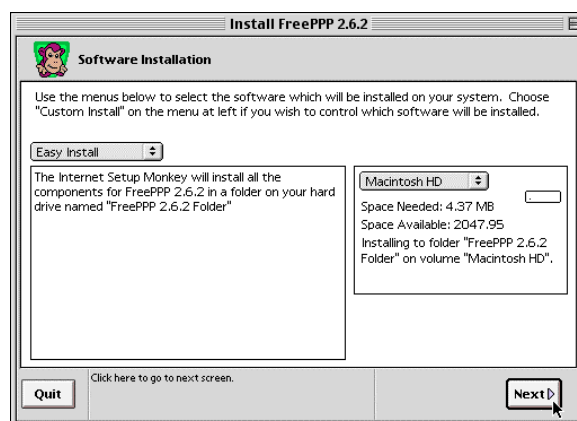 Install FreePPP 2.6.2
Software Installation
Use the menus below to select the software which will be installed on your system. Choose
"Custom Install" on the menu at left if you wish to control which software will be installed.
Easy Install
The Internet Setup Monkey will install all the
components for FreePPP 2.6.2 in a folder on your hard
drive named "FreePPP 2.6.2 Folder"
Macintosh HD
Space Needed: 4.37 MB
Space Available: 2047.95
Installing to folder "FreePPP 2.6.2
Folder" on volume "Macintosh HD".
Quit
Click here to go to next screen.
Next